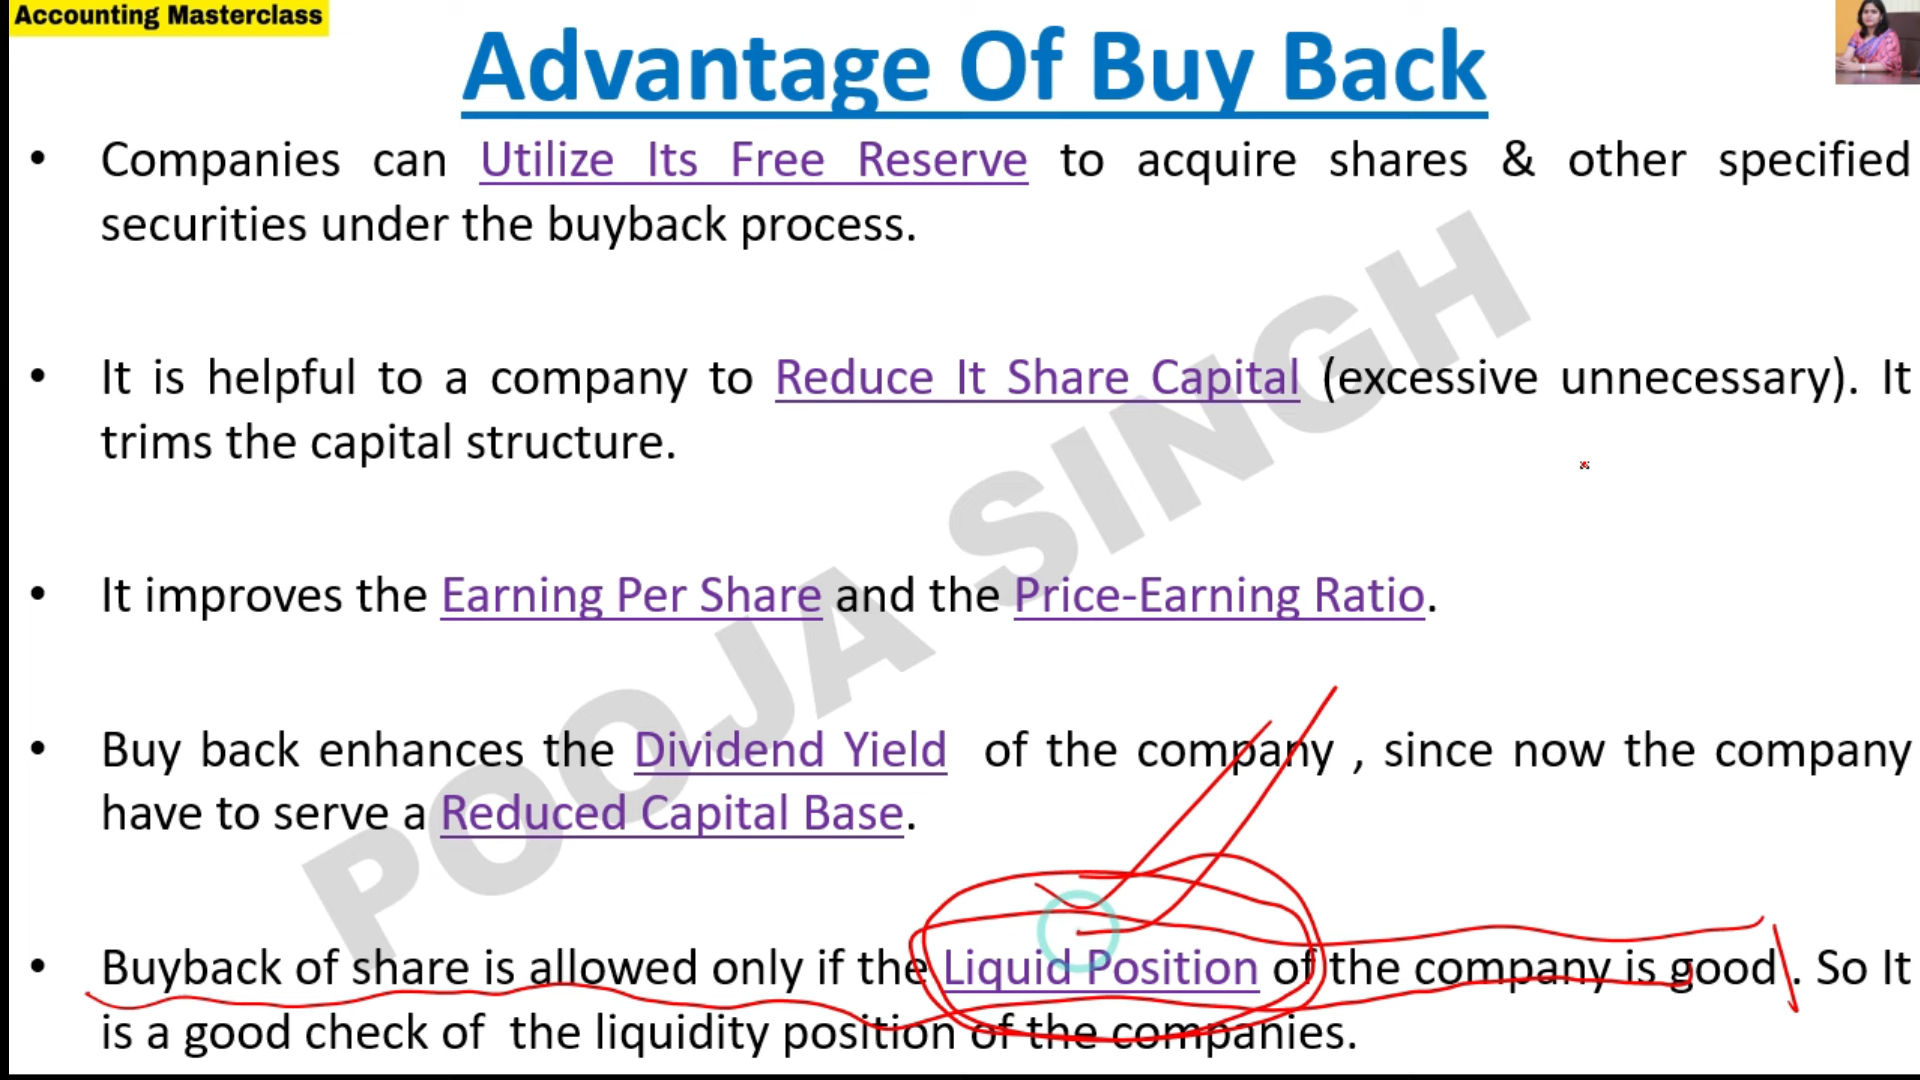 Accounting Masterclass
Advantage Of Buy Back
• Companies can Utilize Its Free Reserve to acquire shares & other specified
securities under the buyback process.
• It is helpful to a company to Reduce It Share Capital (excessive unnecessary). It
trims the capital structure.
• It improves the Earning Per Share and the Price-Earning Ratio.
• Buy back enhances the Dividend Yield of the company , since now the company
have to serve a Reduced Capital Base.
• Buyback of share is allowed only if the Liquid Position of the company is good . So It
is a good check of the liquidity position of the companies.
POOJA SINGH